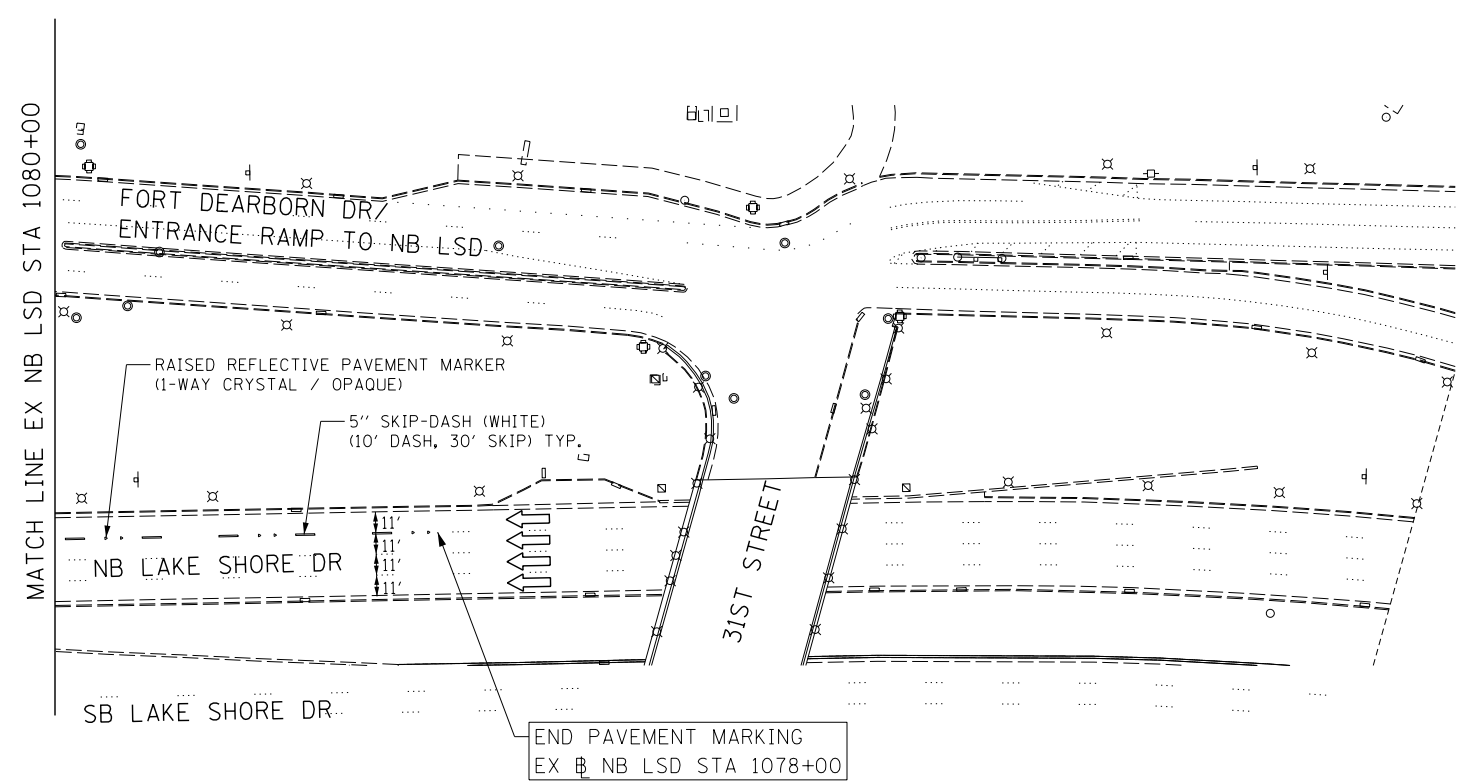 MATCH LINE EX NB LSD STA 1080+00
FORT DEARBORN DR/
ENTRANCE RAMP TO NB LSD
RAISED REFLECTIVE PAVEMENT MARKER
(1-WAY CRYSTAL / OPAQUE)
5'' SKIP-DASH (WHITE)
(10' DASH, 30' SKIP) TYP.
11'
11'
11'
11'
NB LAKE SHORE DR
31ST STREET
SB LAKE SHORE DR
END PAVEMENT MARKING
EX BL NB LSD STA 1078+00